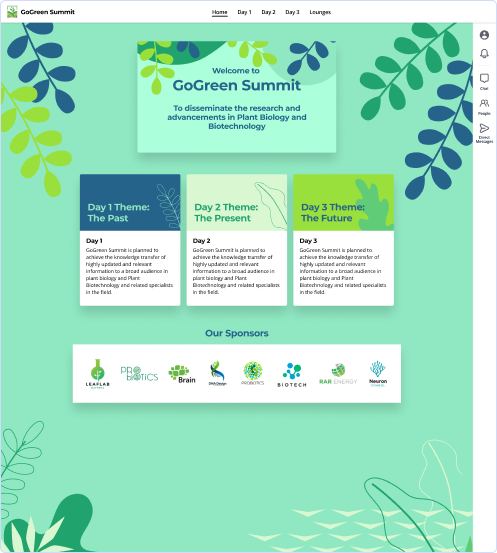 GoGreen Summit
Home Day 1 Day 2 Day 3 Lounges
Chat
People
Direct
Messages
Welcome to
GoGreen Summit
To disseminate the research and
advancements in Plant Biology and
Biotechnology
Day 1 Theme:
The Past
Day 1
GoGreen Summit is planned to
achieve the knowledge transfer of
highly updated and relevant
information to a broad audience in
plant biology and Plant
Biotechnology and related specialists
in the field.
Day 2 Theme:
The Present
Day 2
GoGreen Summit is planned to
achieve the knowledge transfer of
highly updated and relevant
information to a broad audience in
plant biology and Plant
Biotechnology and related specialists
in the field.
Day 3 Theme:
The Future
Day 3
GoGreen Summit is planned to
achieve the knowledge transfer of
highly updated and relevant
information to a broad audience in
plant biology and Plant
Biotechnology and related specialists
in the field.
Our Sponsors
LEAFLAB
PROBIOTICS
Brain
PROBIOTICS
BIOTECH
RAR ENERGY
Neuron